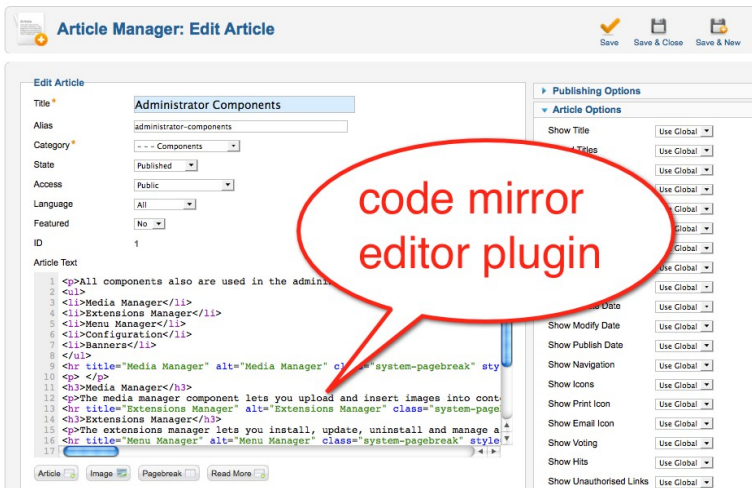 Article Manager: Edit Article
Save
Save & Close
Save & New
Edit Article
Title *
Administrator Components
Alias
administrator-components
Category *
- - - Components
State
Published
Access
Public
Language
All
Featured
No
ID
1
Article Text
1 <p>All components also are used in the admini
2 <ul>
3 <li>Media Manager</li>
4 <li>Extensions Manager</li>
5 <li>Menu Manager</li>
6 <li>Configuration</li>
7 <li>Banners</li>
8 </ul>
9 <hr title="Media Manager" alt="Media Manager" c ="system-pagebreak" sty
10 <p> </p>
11 <h3>Media Manager</h3>
12 <p>The media manager component lets you upload and insert images into cont
13 <hr title="Extensions Manager" alt="Extensions Manager" class="system-page
14 <h3>Extensions Manager</h3>
15 <p>The extensions manager lets you install, update, uninstall and manage a
16 <hr title="Menu Manager" alt="Menu Manager" class="system-pagebreak" style
17
Article
Image
Pagebreak
Read More
code mirror
editor plugin
Publishing Options
Article Options
Show Title
Use Global
Titles
Use Global
Use Global
Use Global
Use Global
Use Global
Use Global
Use Global
Use Global
Date
Use Global
Show Modify Date
Use Global
Show Publish Date
Use Global
Show Navigation
Use Global
Show Icons
Use Global
Show Print Icon
Use Global
Show Email Icon
Use Global
Show Voting
Use Global
Show Hits
Use Global
Show Unauthorised Links
Use Global